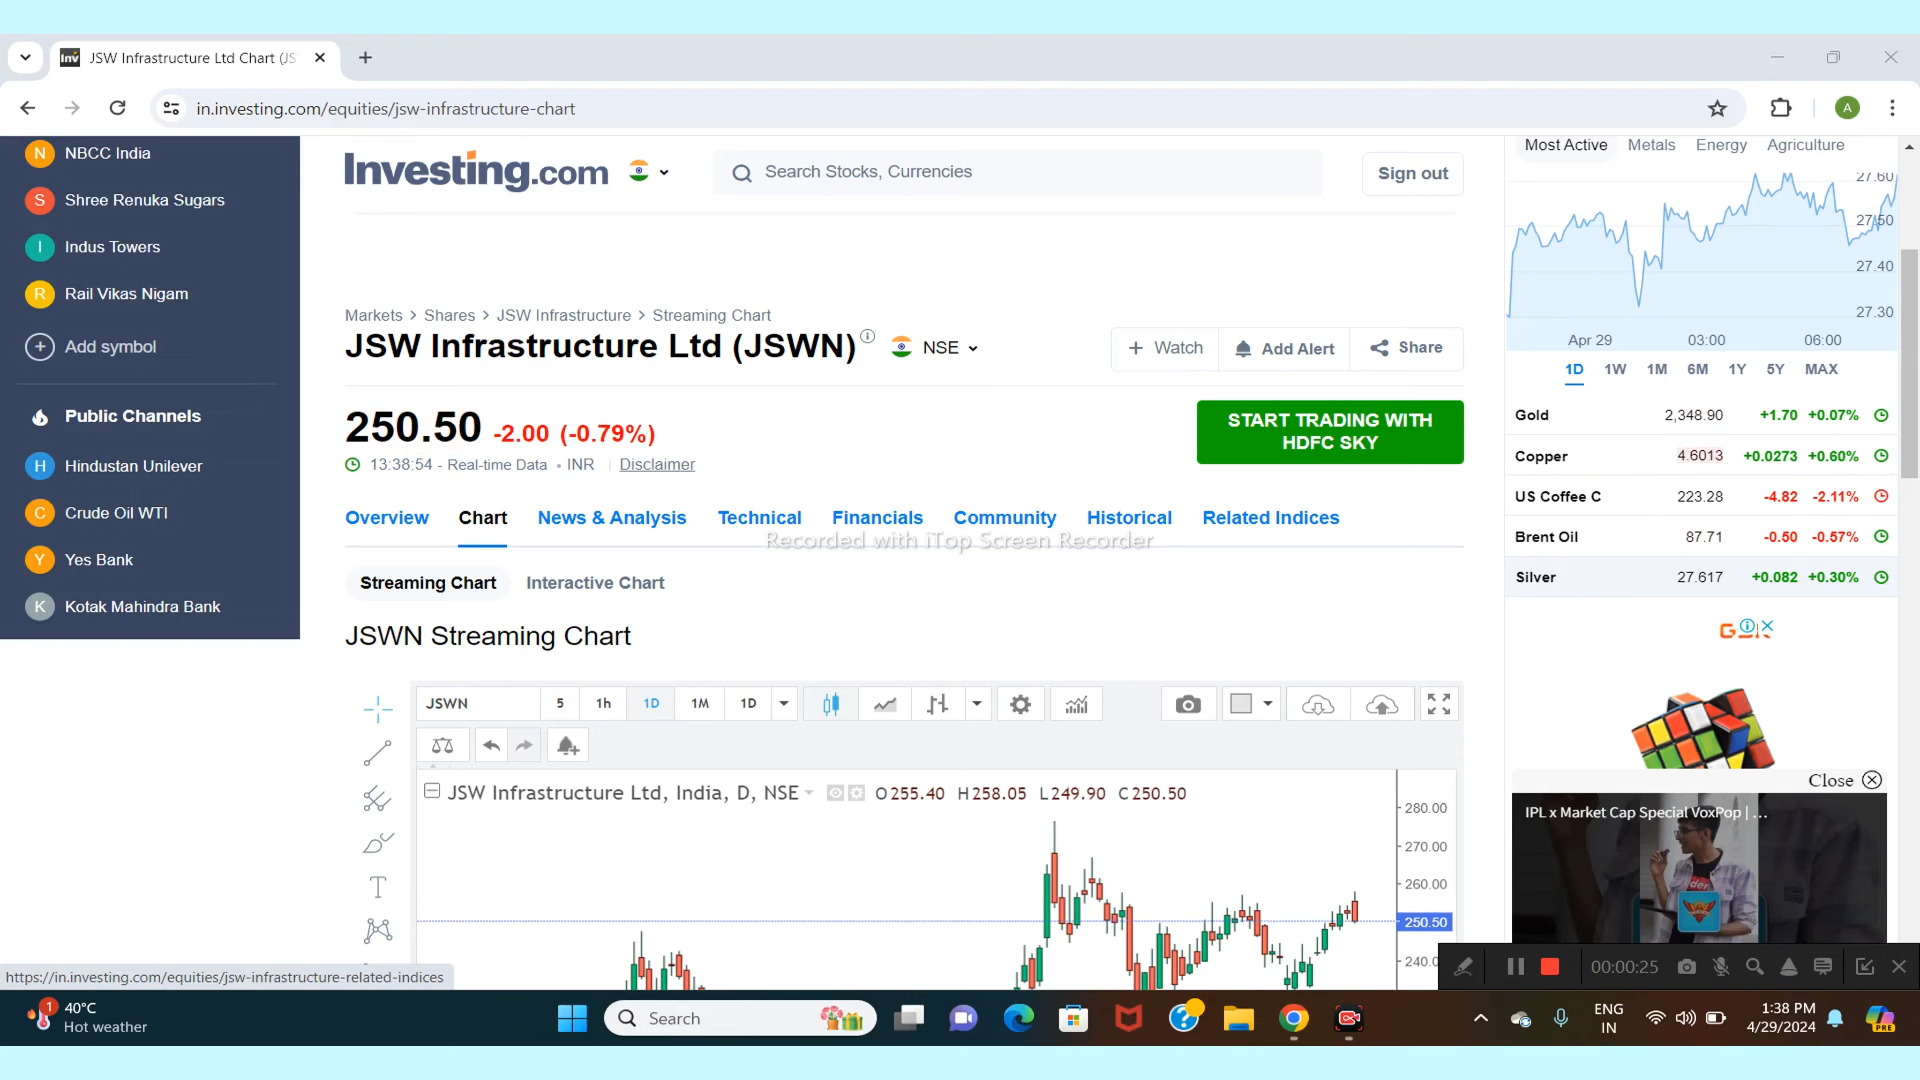 JSW Infrastructure Ltd Chart (JS
in.investing.com/equities/jsw-infrastructure-chart
A
N NBCC India
S Shree Renuka Sugars
I Indus Towers
R Rail Vikas Nigam
Add symbol
Public Channels
H Hindustan Unilever
C Crude Oil WTI
Y Yes Bank
K Kotak Mahindra Bank
Investing.com
Search Stocks, Currencies
Sign out
Markets > Shares > JSW Infrastructure > Streaming Chart
JSW Infrastructure Ltd (JSWN)
NSE
Watch
Add Alert
Share
250.50 -2.00 (-0.79%)
13:38:54 - Real-time Data • INR | Disclaimer
START TRADING WITH
HDFC SKY
Overview Chart News & Analysis Technical Financials Community Historical Related Indices
Recorded with iTop Screen Recorder
Streaming Chart Interactive Chart
JSWN Streaming Chart
JSWN 5 1h 1D 1M 1D
JSW Infrastructure Ltd, India, D, NSE O255.40 H258.05 L249.90 C250.50
280.00
270.00
260.00
250.50
240.0
Most Active Metals Energy Agriculture
27.60
27.50
27.40
27.30
Apr 29 03:00 06:00
1D 1W 1M 6M 1Y 5Y MAX
Gold 2,348.90 +1.70 +0.07%
Copper 4.6013 +0.0273 +0.60%
US Coffee C 223.28 -4.82 -2.11%
Brent Oil 87.71 -0.50 -0.57%
Silver 27.617 +0.082 +0.30%
Close
IPL x Market Cap Special VoxPop | ...
00:00:25
https://in.investing.com/equities/jsw-infrastructure-related-indices
1
40°C
Hot weather
Search
ENG
IN
1:38 PM
4/29/2024
PRE